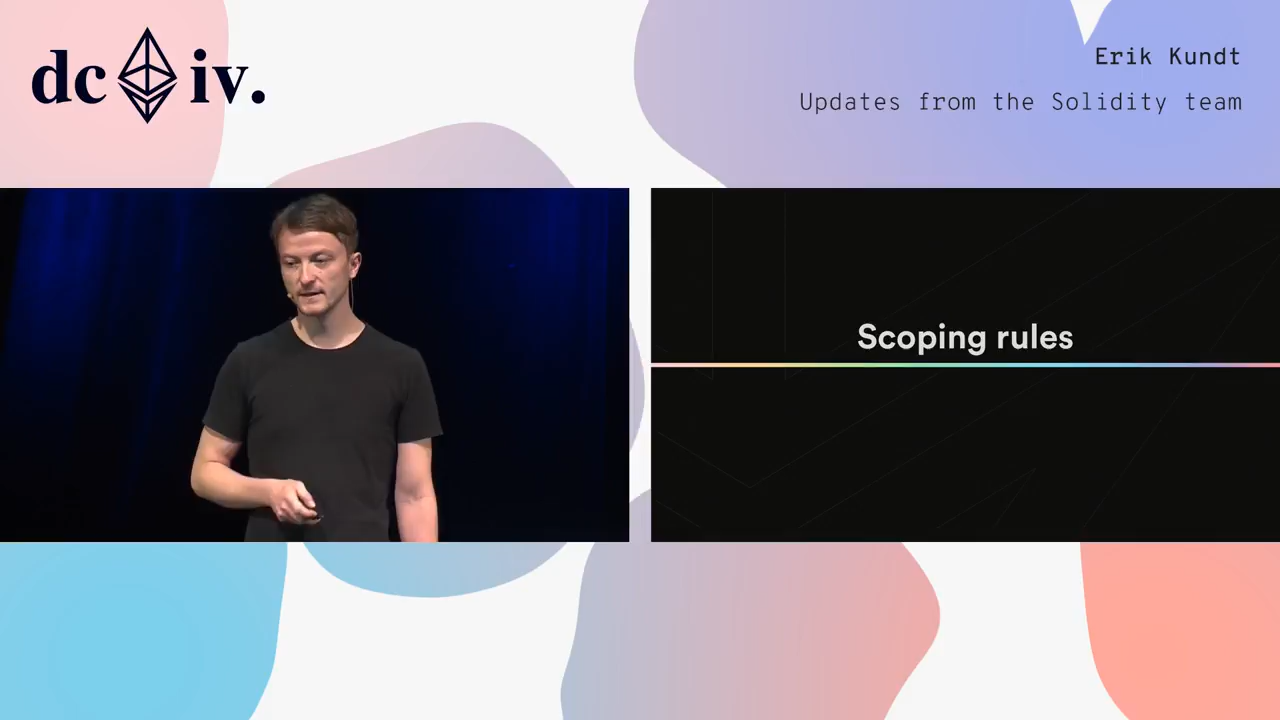 dc iv.
Erik Kundt
Updates from the Solidity team
Scoping rules